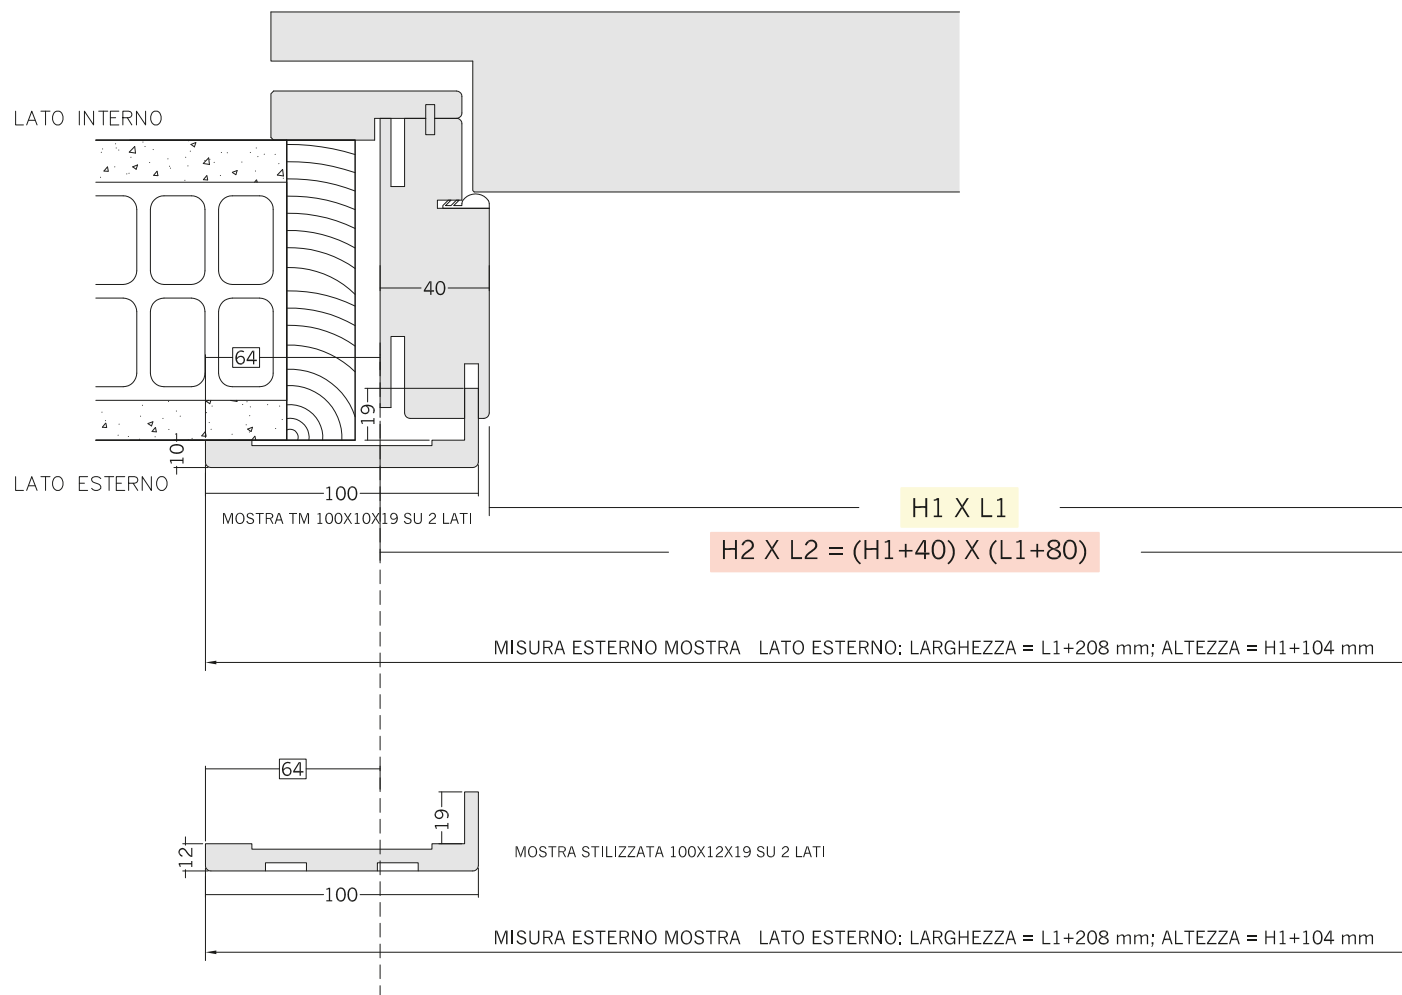 LATO INTERNO
40
64
19
10
LATO ESTERNO
100
MOSTRA TM 100X10X19 SU 2 LATI
H1 X L1
H2 X L2 = (H1+40) X (L1+80)
MISURA ESTERNO MOSTRA LATO ESTERNO: LARGHEZZA = L1+208 mm; ALTEZZA = H1+104 mm
64
19
12
MOSTRA STILIZZATA 100X12X19 SU 2 LATI
100
MISURA ESTERNO MOSTRA LATO ESTERNO: LARGHEZZA = L1+208 mm; ALTEZZA = H1+104 mm